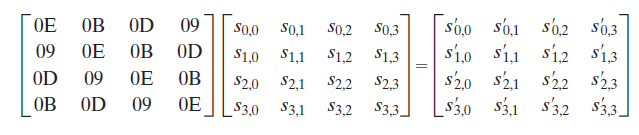 0E 0B 0D 09 s0,0 s0,1 s0,2 s0,3 s′0,0 s′0,1 s′0,2 s′0,3
09 0E 0B 0D s1,0 s1,1 s1,2 s1,3 = s′1,0 s′1,1 s′1,2 s′1,3
0D 09 0E 0B s2,0 s2,1 s2,2 s2,3 s′2,0 s′2,1 s′2,2 s′2,3
0B 0D 09 0E s3,0 s3,1 s3,2 s3,3 s′3,0 s′3,1 s′3,2 s′3,3